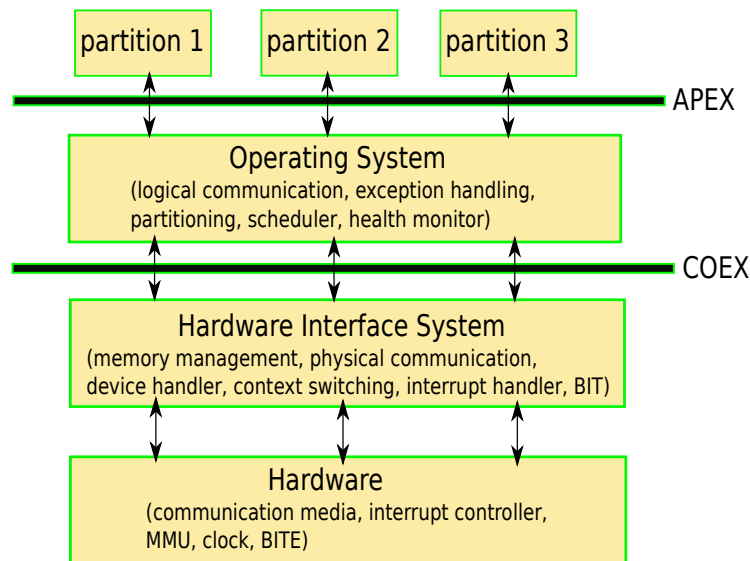 partition 1
partition 2
partition 3
APEX
Operating System
(logical communication, exception handling,
partitioning, scheduler, health monitor)
COEX
Hardware Interface System
(memory management, physical communication,
device handler, context switching, interrupt handler, BIT)
Hardware
(communication media, interrupt controller,
MMU, clock, BITE)